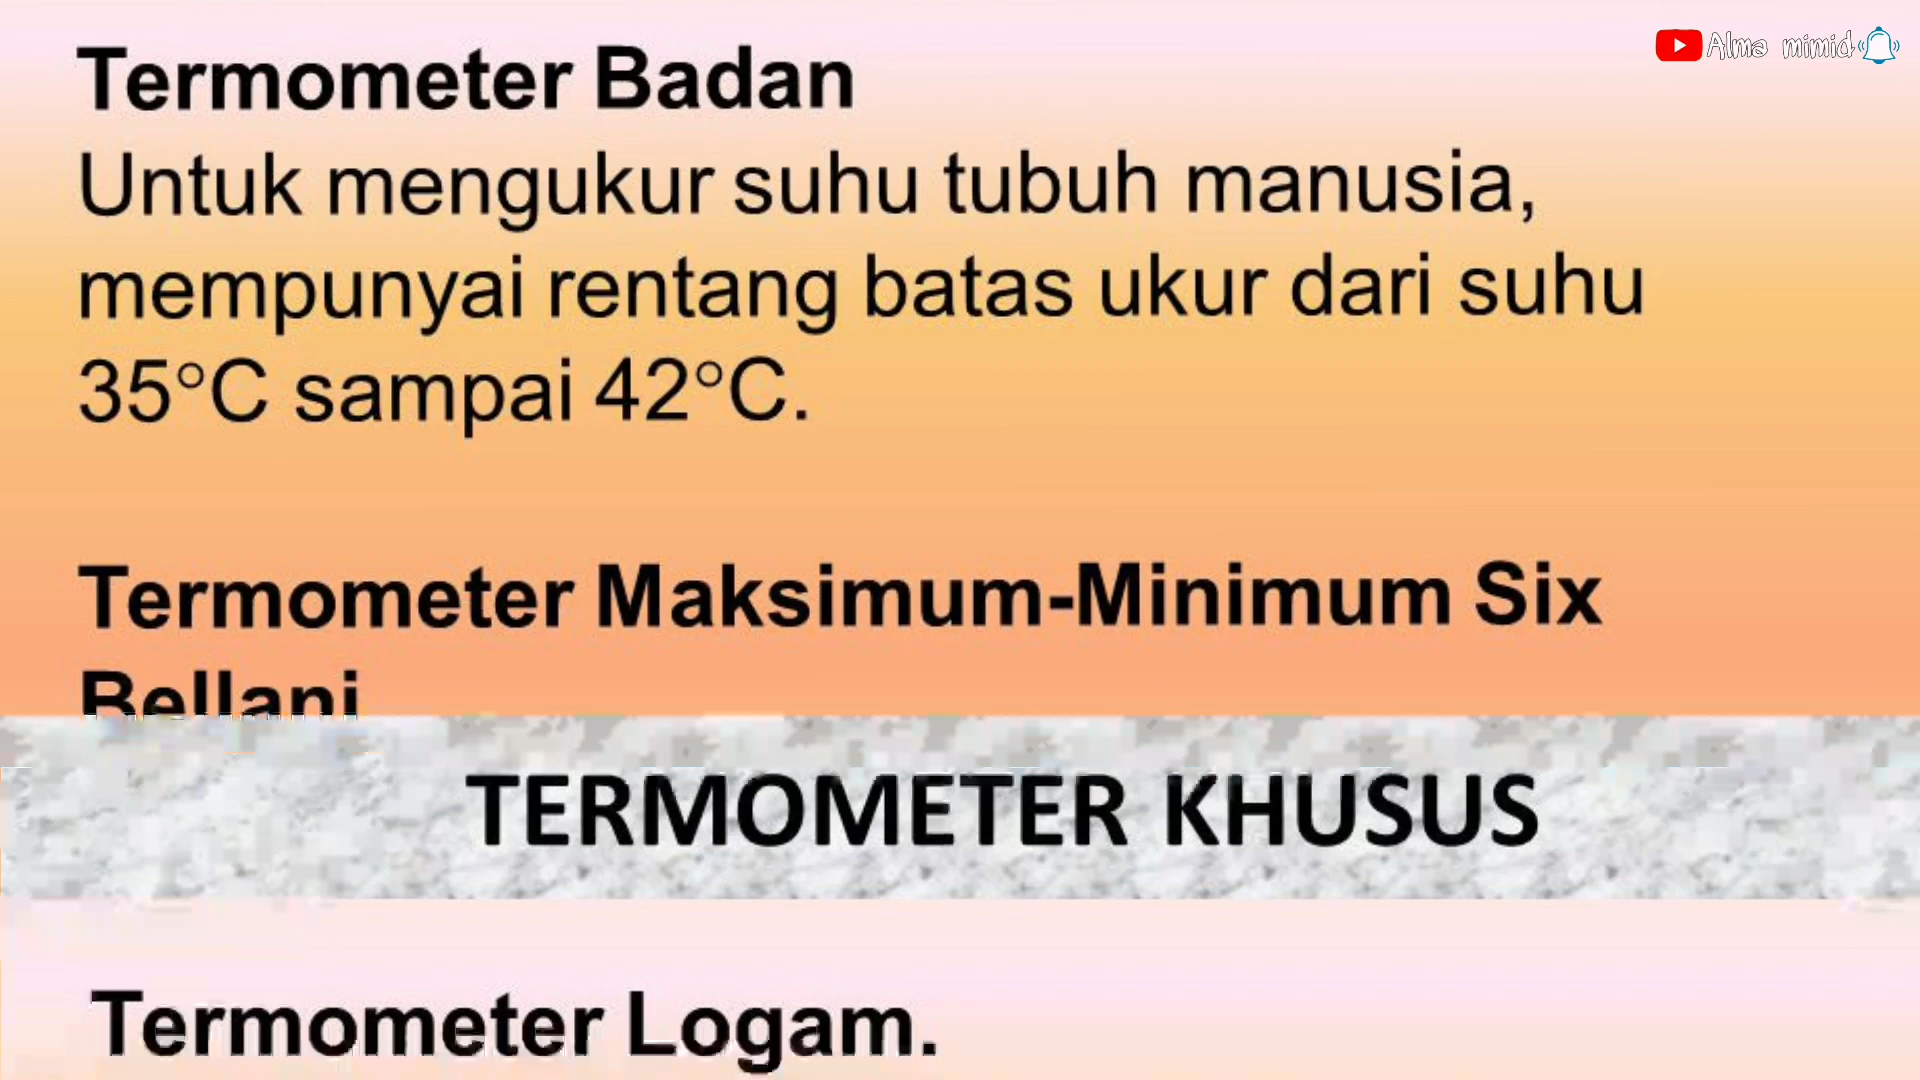 Alma mimid
Termometer Badan
Untuk mengukur suhu tubuh manusia,
mempunyai rentang batas ukur dari suhu
35°C sampai 42°C.
Termometer Maksimum-Minimum Six
Bellani
TERMOMETER KHUSUS
Termometer Logam.